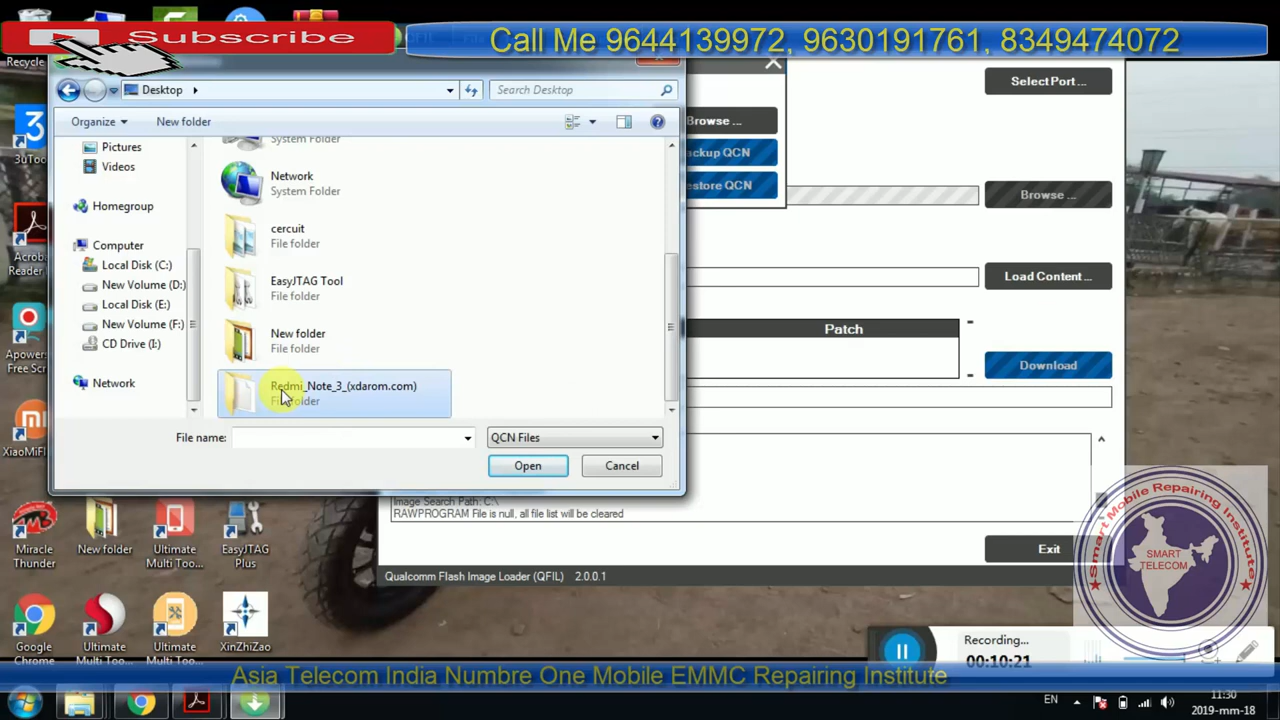 Subscribe
Call Me 9644139972, 9630191761, 8349474072
Recycle
Desktop
Search Desktop
Organize
New folder
System Folder
Pictures
Videos
Network
System Folder
Homegroup
cercuit
File folder
Computer
Local Disk (C:)
New Volume (D:)
Local Disk (E:)
New Volume (F:)
CD Drive (I:)
EasyJTAG Tool
File folder
New folder
File folder
Network
Redmi_Note_3_(xdarom.com)
File folder
File name:
QCN Files
Open
Cancel
Select Port ...
Browse ...
ackup QCN
estore QCN
Browse ...
Load Content ...
Patch
Download
Image Search Path: C:\
RAWPROGRAM File is null, all file list will be cleared
Exit
Qualcomm Flash Image Loader (QFIL) 2.0.0.1
3uToo
Acrob
Reader
Apowers
Free Scr
XiaoMiFl
Miracle
Thunder
New folder
Ultimate
Multi Too...
EasyJTAG
Plus
Google
Chrome
Ultimate
Multi Too...
Ultimate
Multi Too...
XinZhiZao
Smart Mobile Repairing Institute
SMART
TELECOM
Recording...
00:10:21
Asia Telecom India Numbre One Mobile EMMC Repairing Institute
EN
11:30
2019-mm-18